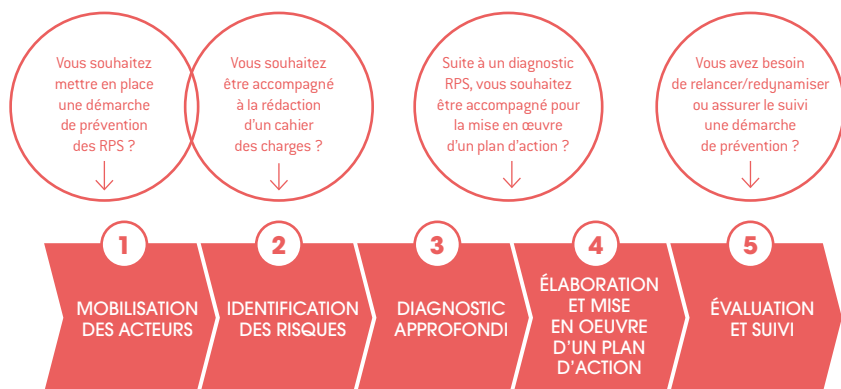 Vous souhaitez
mettre en place
une démarche
de prévention
des RPS ?
Vous souhaitez
être accompagné
à la rédaction
d'un cahier
des charges ?
Suite à un diagnostic
RPS, vous souhaitez
être accompagné pour
la mise en œuvre
d'un plan d'action ?
Vous avez besoin
de relancer/redynamiser
ou assurer le suivi
une démarche
de prévention ?
1
MOBILISATION
DES ACTEURS
2
IDENTIFICATION
DES RISQUES
3
DIAGNOSTIC
APPROFONDI
4
ÉLABORATION
ET MISE
EN OEUVRE
D'UN PLAN
D'ACTION
5
ÉVALUATION
ET SUIVI